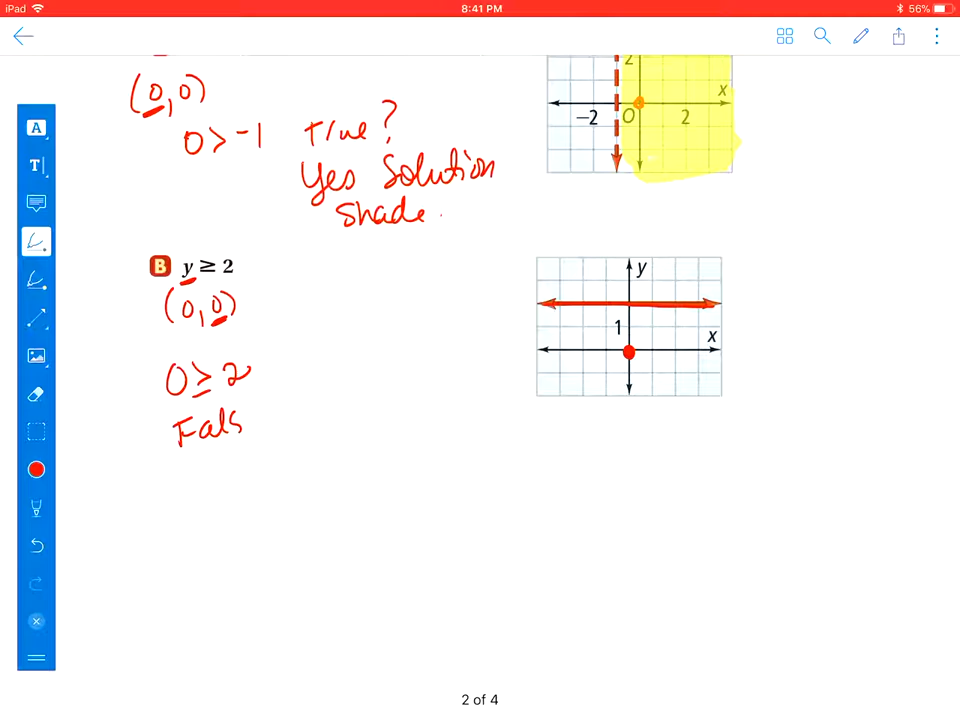 iPad 8:41 PM 56%
2
x
(0,0)
-2 O 2
0 > -1 true?
Yes Solution
Shade.
B y ≥ 2
y
(0,0)
1
x
0 ≥ 2
Fals
A
T
2 of 4